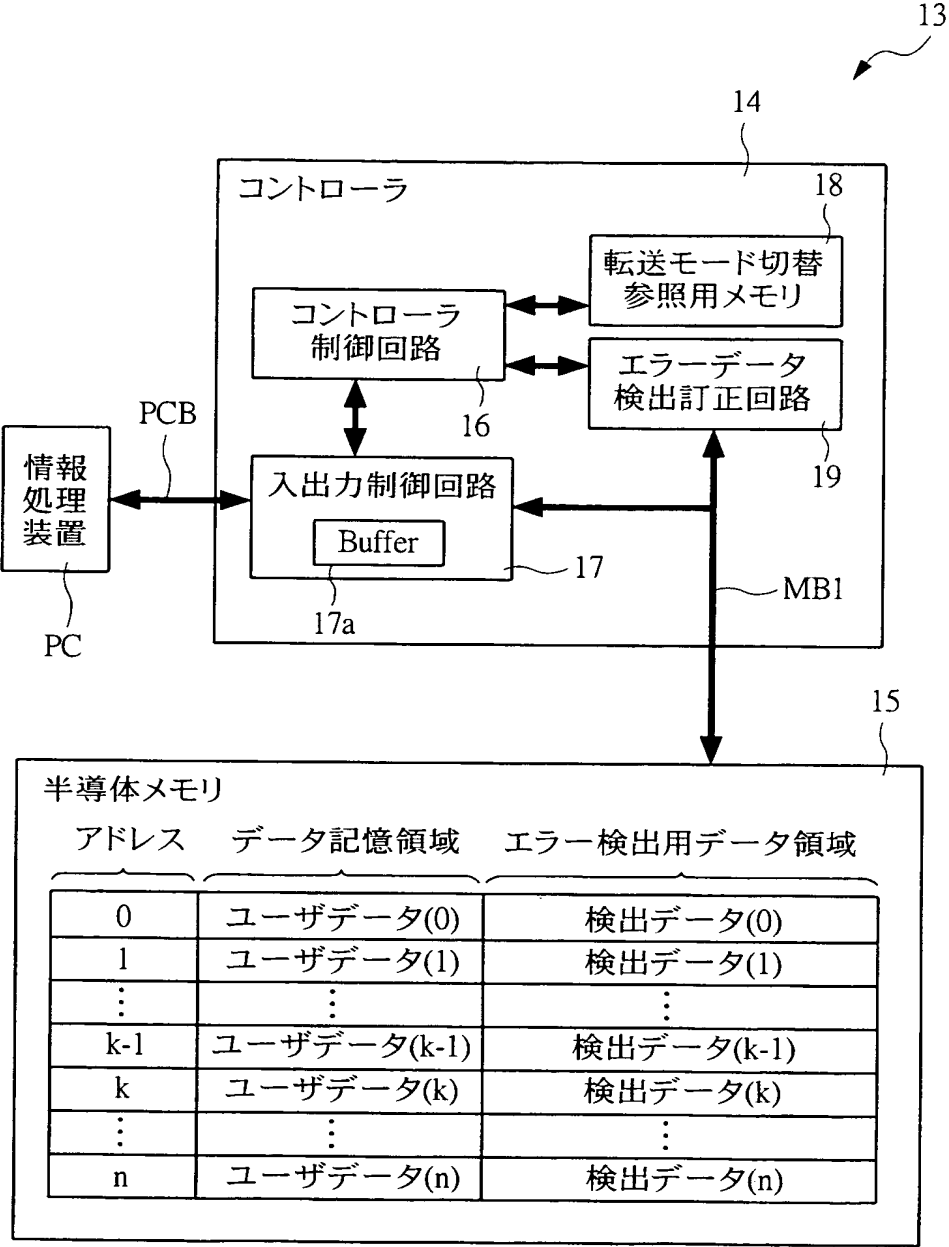 13
14
コントローラ
18
転送モード切替
参照用メモリ
コントローラ
制御回路
16
エラーデータ
検出訂正回路
19
PCB
情報
処理
装置
PC
入出力制御回路
Buffer
17
17a
MB1
15
半導体メモリ
アドレス データ記憶領域 エラー検出用データ領域
0 ユーザデータ(0) 検出データ(0)
1 ユーザデータ(1) 検出データ(1)
⋮ ⋮ ⋮
k-1 ユーザデータ(k-1) 検出データ(k-1)
k ユーザデータ(k) 検出データ(k)
⋮ ⋮ ⋮
n ユーザデータ(n) 検出データ(n)